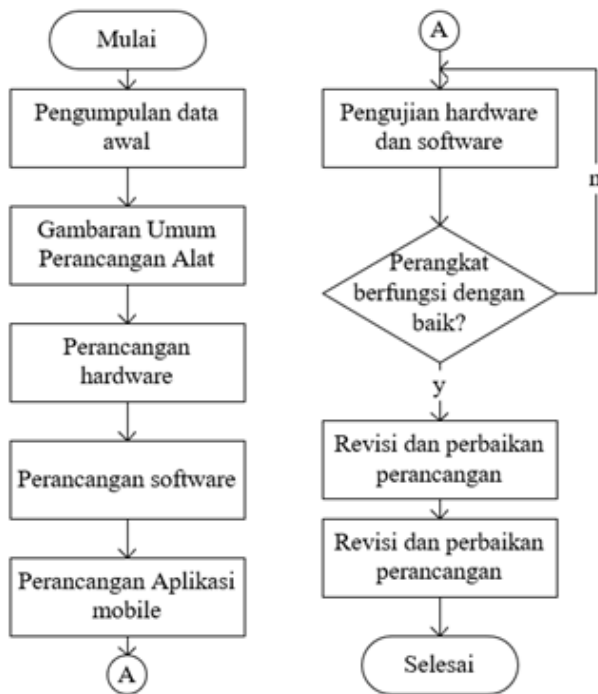 Mulai
Pengumpulan data
awal
Gambaran Umum
Perancangan Alat
Perancangan
hardware
Perancangan software
Perancangan Aplikasi
mobile
A
A
Pengujian hardware
dan software
n
Perangkat
berfungsi dengan
baik?
y
Revisi dan perbaikan
perancangan
Revisi dan perbaikan
perancangan
Selesai